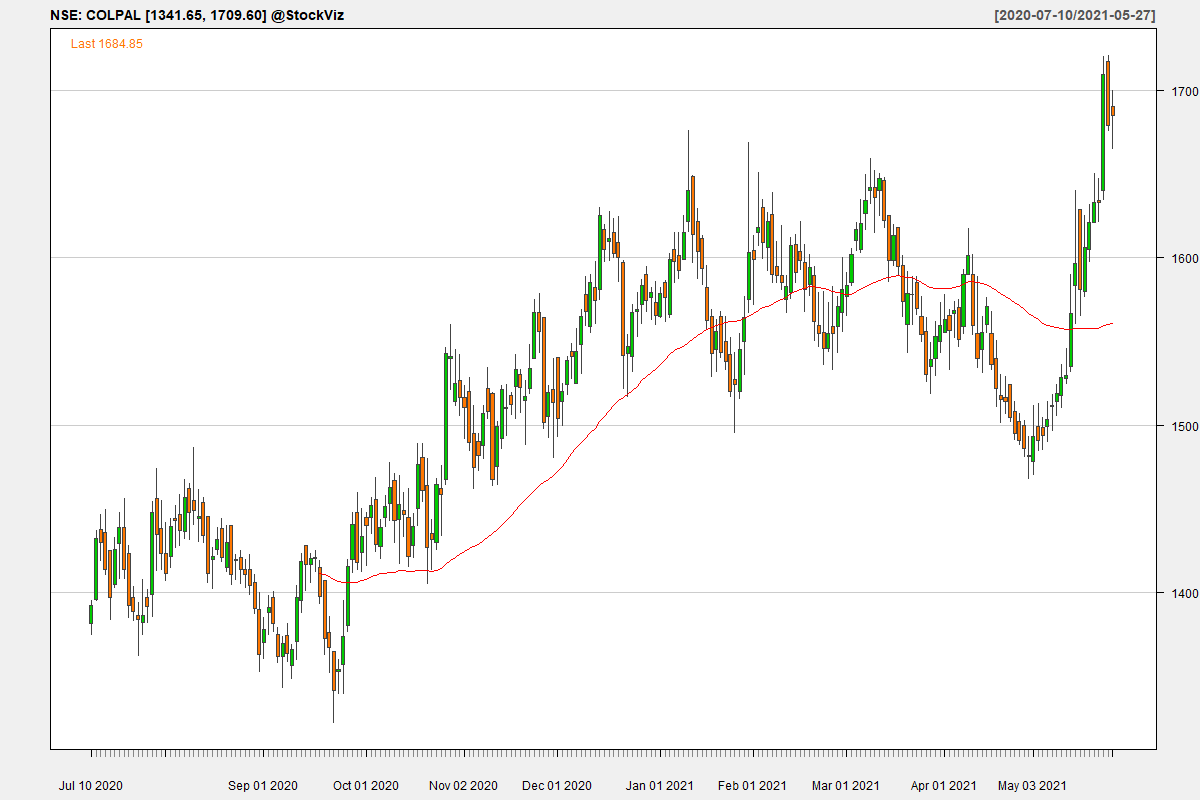 NSE: COLPAL [1341.65, 1709.60] @StockViz
[2020-07-10/2021-05-27]
Last 1684.85
1700
1600
1500
1400
Jul 10 2020
Sep 01 2020
Oct 01 2020
Nov 02 2020
Dec 01 2020
Jan 01 2021
Feb 01 2021
Mar 01 2021
Apr 01 2021
May 03 2021